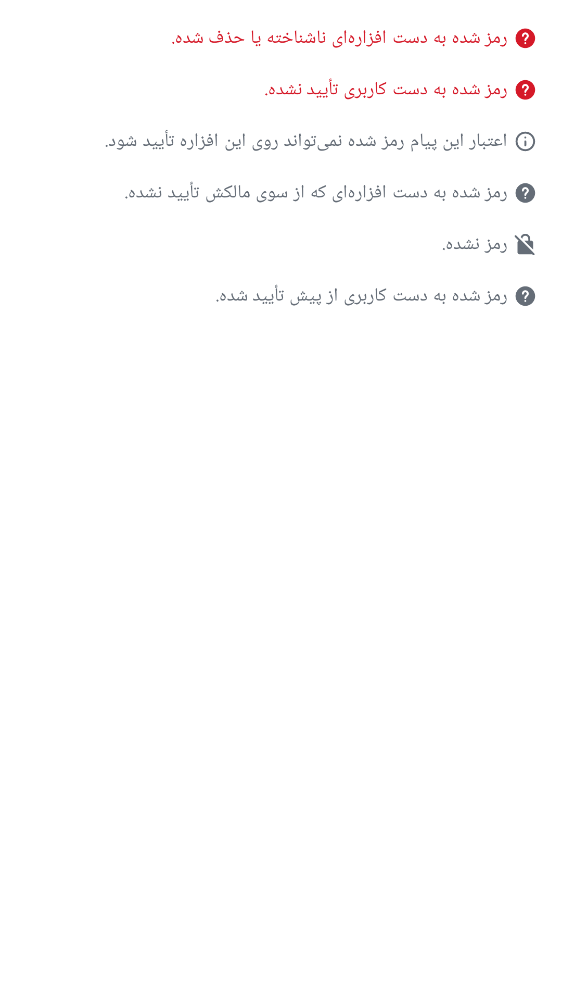 رمز شده به دست افزاره‌ای ناشناخته یا حذف شده.
رمز شده به دست کاربری تأیید نشده.
اعتبار این پیام رمز شده نمی‌تواند روی این افزاره تأیید شود.
رمز شده به دست افزاره‌ای که از سوی مالکش تأیید نشده.
رمز نشده.
رمز شده به دست کاربری از پیش تأیید شده.